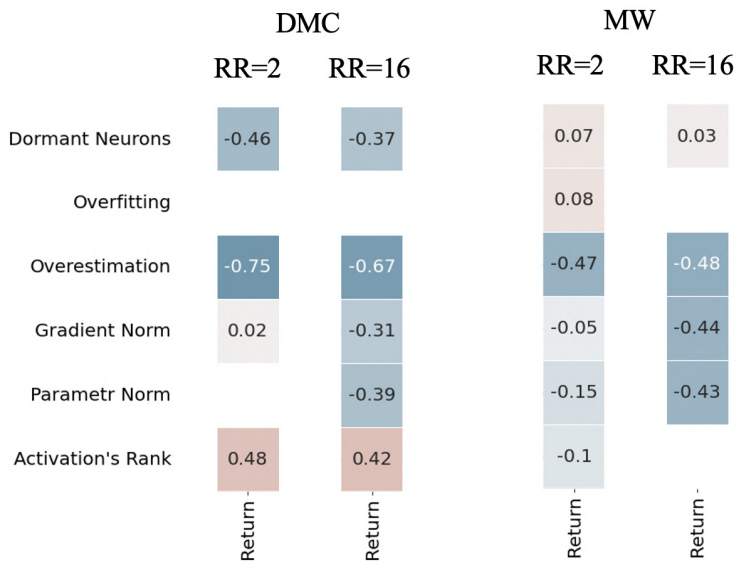 DMC MW
RR=2 RR=16 RR=2 RR=16
Dormant Neurons -0.46 -0.37 0.07 0.03
Overfitting 0.08
Overestimation -0.75 -0.67 -0.47 -0.48
Gradient Norm 0.02 -0.31 -0.05 -0.44
Parametr Norm -0.39 -0.15 -0.43
Activation's Rank 0.48 0.42 -0.1
Return Return Return Return